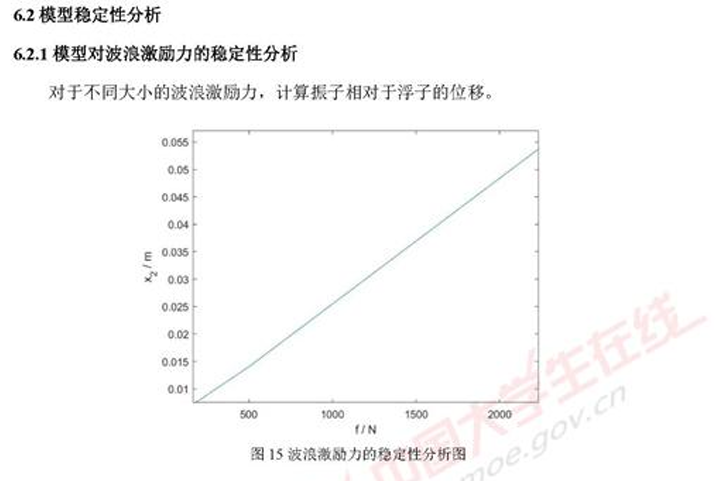 6.2 模型稳定性分析
6.2.1 模型对波浪激励力的稳定性分析
对于不同大小的波浪激励力，计算振子相对于浮子的位移。
0.055
0.05
0.045
0.04
0.035
0.03
0.025
0.02
0.015
0.01
x2 / m
500 1000 1500 2000
f / N
图 15 波浪激励力的稳定性分析图
中国大学生在线
moe.gov.cn